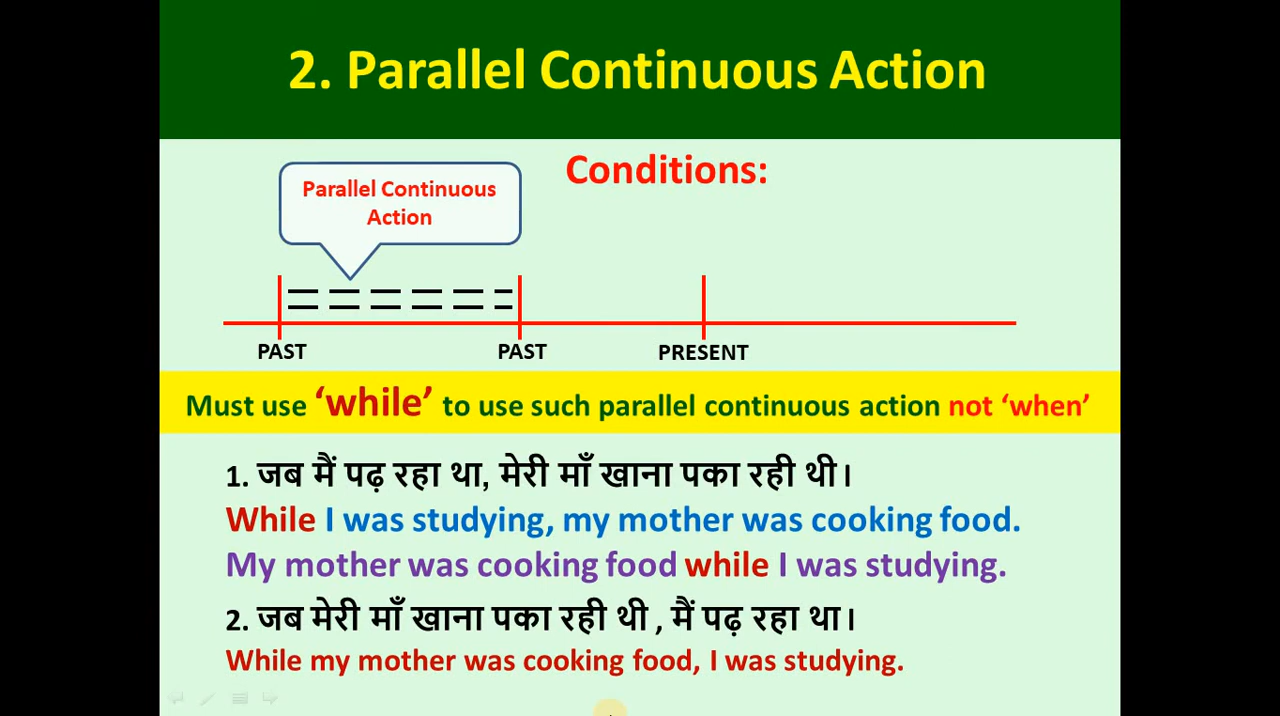 2. Parallel Continuous Action
Conditions:
Parallel Continuous
Action
PAST PAST PRESENT
Must use ‘while’ to use such parallel continuous action not ‘when’
1. जब मैं पढ़ रहा था, मेरी माँ खाना पका रही थी।
While I was studying, my mother was cooking food.
My mother was cooking food while I was studying.
2. जब मेरी माँ खाना पका रही थी , मैं पढ़ रहा था।
While my mother was cooking food, I was studying.